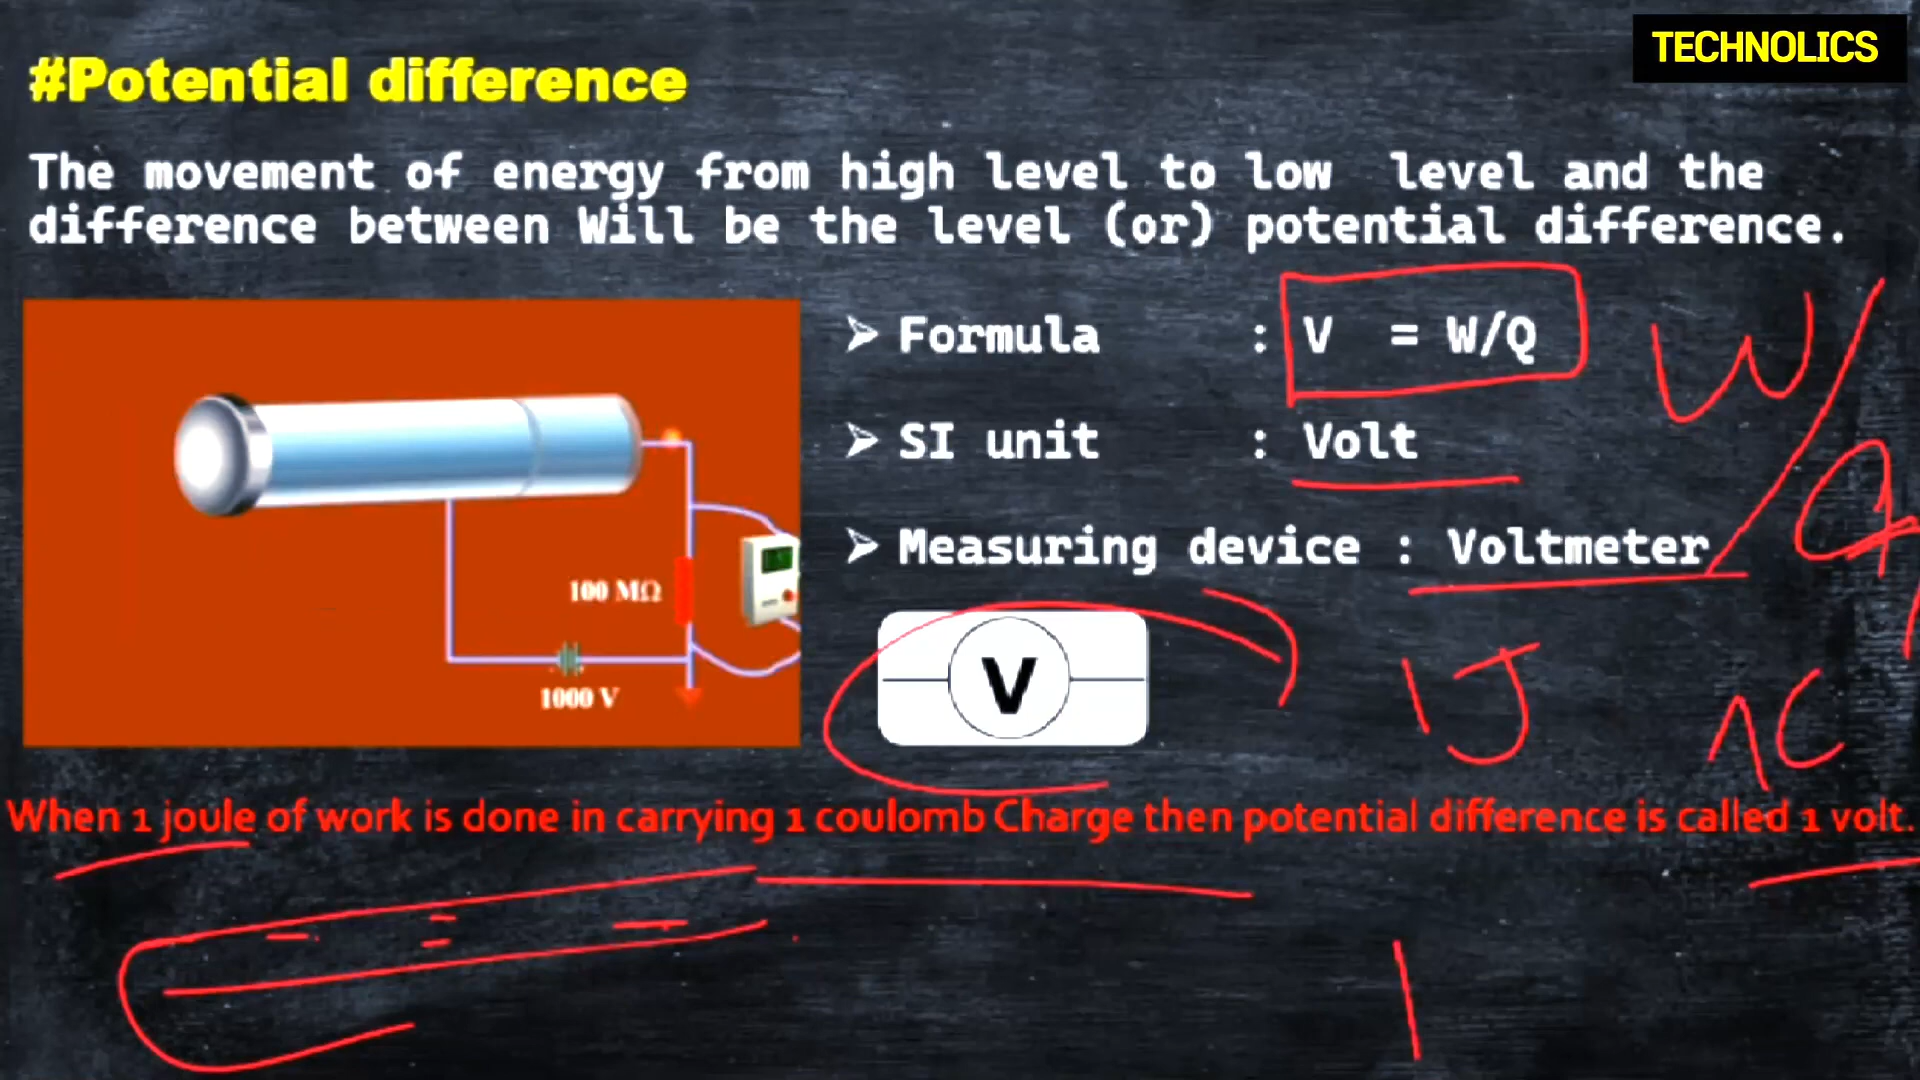 TECHNOLICS
#Potential difference
The movement of energy from high level to low level and the
difference between Will be the level (or) potential difference.
➢ Formula : V = W/Q
W/Q
➢ SI unit : Volt
➢ Measuring device : Voltmeter
100 MΩ
1000 V
V
1J
1C
When 1 joule of work is done in carrying 1 coulomb Charge then potential difference is called 1 volt.